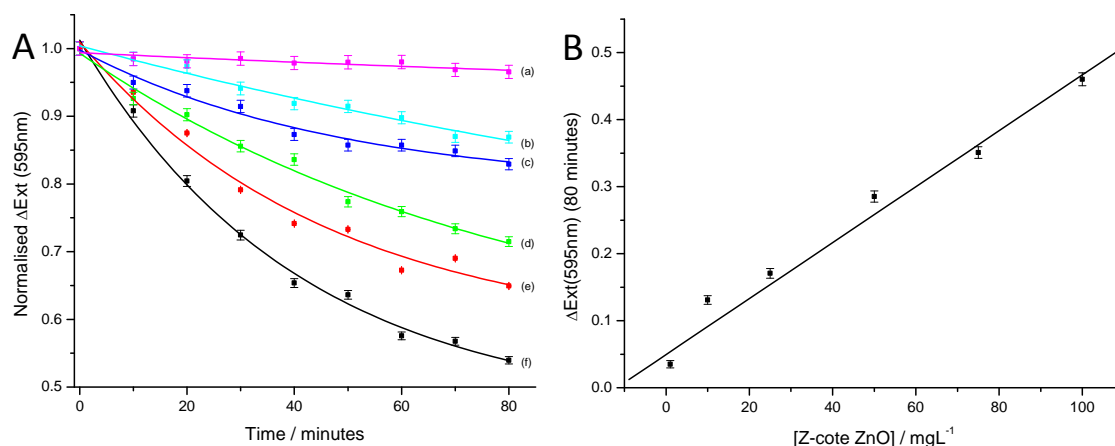 A
Normalised ΔExt (595nm)
1.0
0.9
0.8
0.7
0.6
0.5
0
20
40
60
80
Time / minutes
(a)
(b)
(c)
(d)
(e)
(f)
B
ΔExt(595nm) (80 minutes)
0.5
0.4
0.3
0.2
0.1
0.0
0
20
40
60
80
100
[Z-cote ZnO] / mgL⁻¹